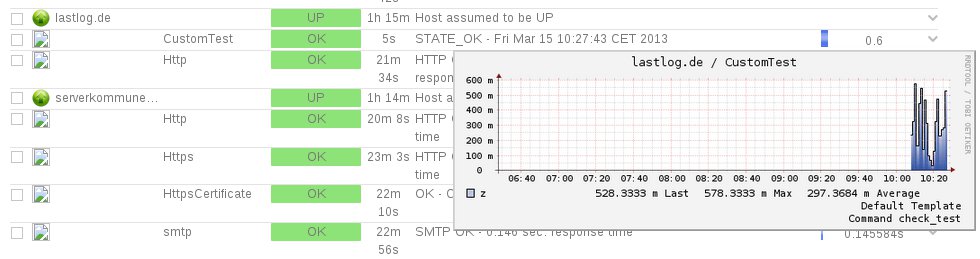 lastlog.de UP 1h 15m Host assumed to be UP
CustomTest OK 5s STATE_OK - Fri Mar 15 10:27:43 CET 2013 0.6
Http OK 21m HTTP
34s respon
lastlog.de / CustomTest
600 m
500 m
400 m
300 m
200 m
100 m
0
06:40 07:00 07:20 07:40 08:00 08:20 08:40 09:00 09:20 09:40 10:00 10:20
z 528.3333 m Last 578.3333 m Max 297.3684 m Average
Default Template
Command check_test
RRDTOOL / TOBI OETIKER
serverkommune... UP 1h 14m Host a
Http OK 20m 8s HTTP
time
Https OK 23m 3s HTTP
time
HttpsCertificate OK 22m OK - C
10s
smtp OK 22m SMTP OK - 0.146 sec. response time 0.145584s
56s